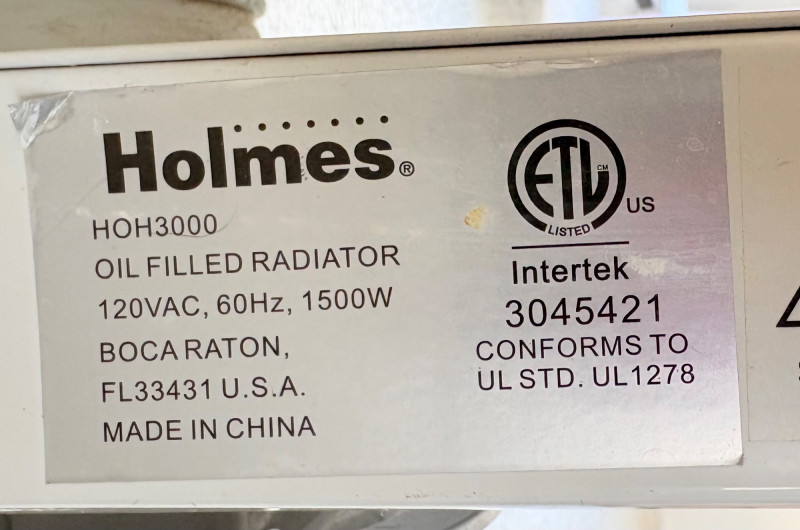 Holmes®
HOH3000
OIL FILLED RADIATOR
120VAC, 60Hz, 1500W
BOCA RATON,
FL33431 U.S.A.
MADE IN CHINA
ETL CM
LISTED
US
Intertek
3045421
CONFORMS TO
UL STD. UL1278